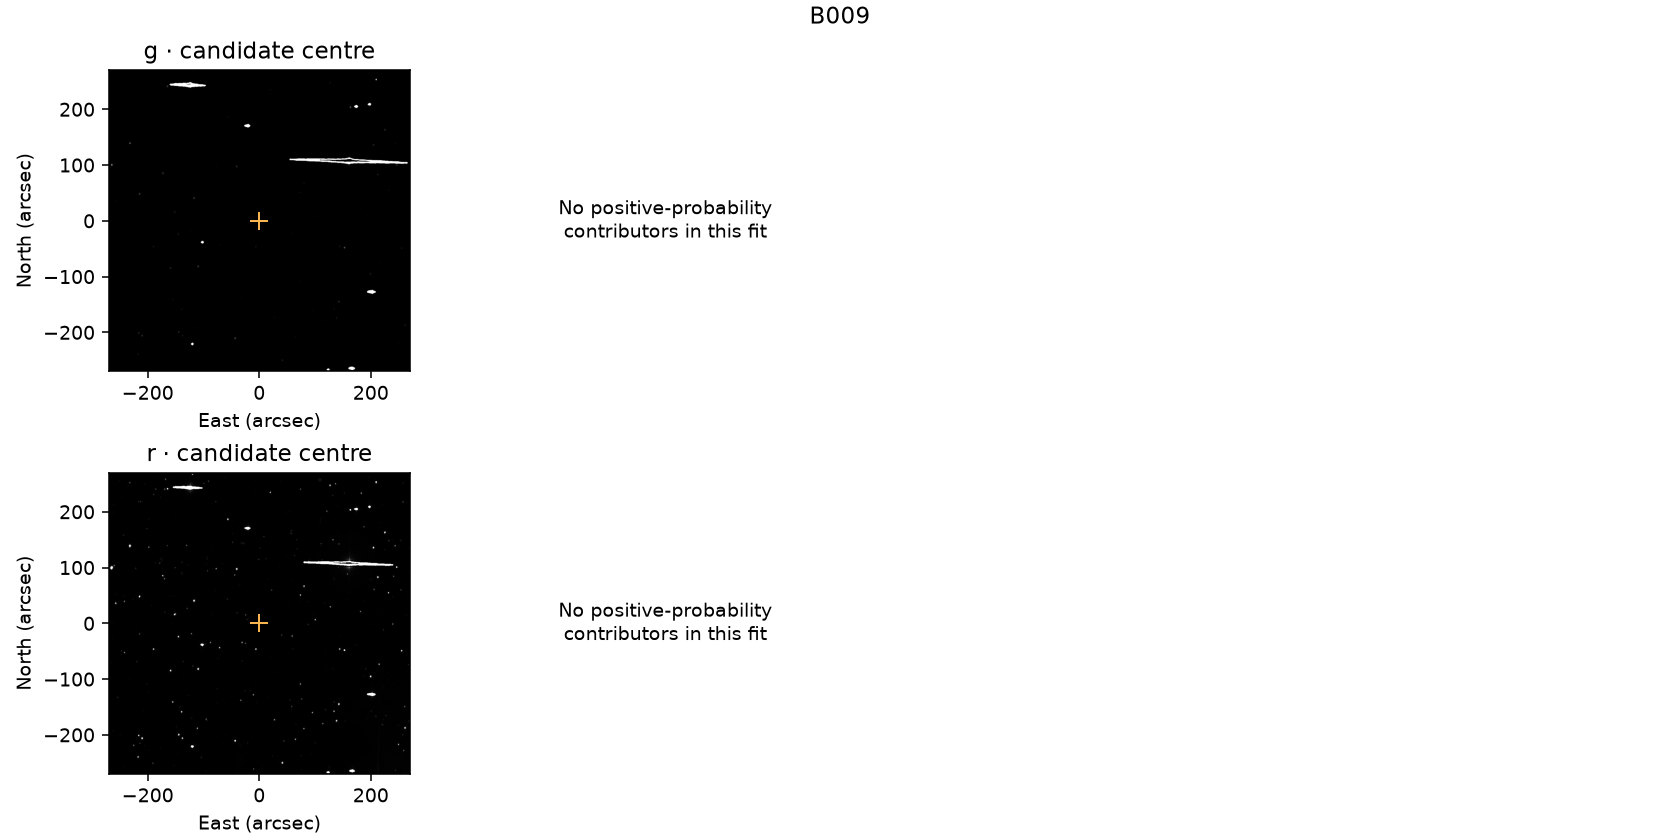 B009
g · candidate centre
200
100
0
−100
−200
North (arcsec)
−200 0 200
East (arcsec)
No positive-probability
contributors in this fit
r · candidate centre
200
100
0
−100
−200
North (arcsec)
−200 0 200
East (arcsec)
No positive-probability
contributors in this fit